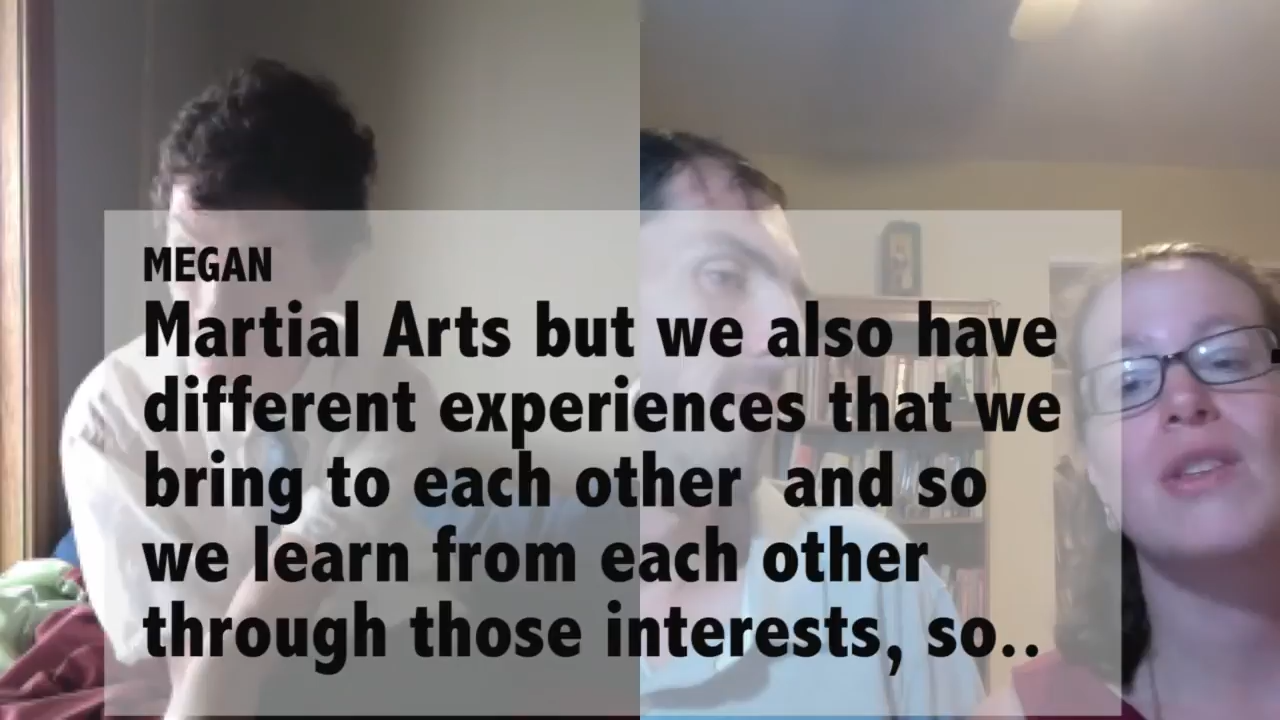 MEGAN
Martial Arts but we also have
different experiences that we
bring to each other  and so
we learn from each other
through those interests, so..